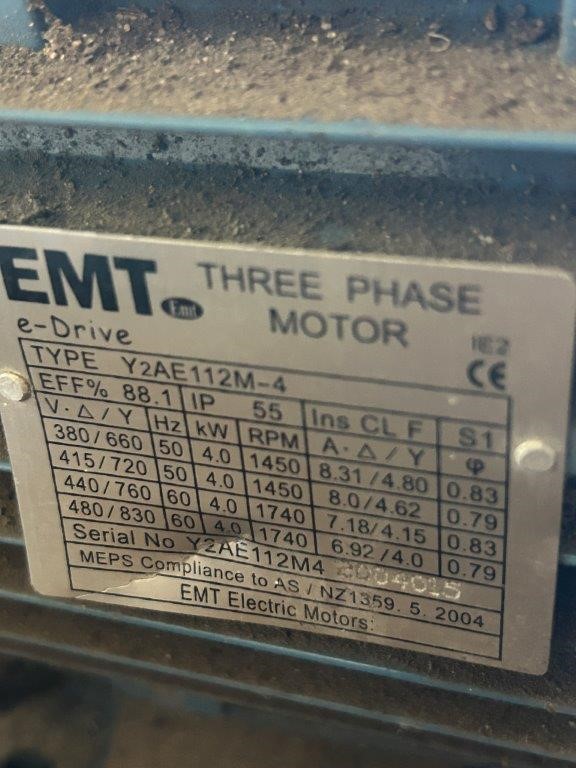 EMT Emt THREE PHASE MOTOR
e-Drive IE2 CE
TYPE Y2AE112M-4
EFF% 88.1 IP 55 Ins CL F S1
V·Δ/Y Hz kW RPM A·Δ/Y φ
380/660 50 4.0 1450 8.31/4.80 0.83
415/720 50 4.0 1450 8.0/4.62 0.79
440/760 60 4.0 1740 7.18/4.15 0.83
480/830 60 4.0 1740 6.92/4.0 0.79
Serial No Y2AE112M4 2004015
MEPS Compliance to AS / NZ1359. 5. 2004
EMT Electric Motors: